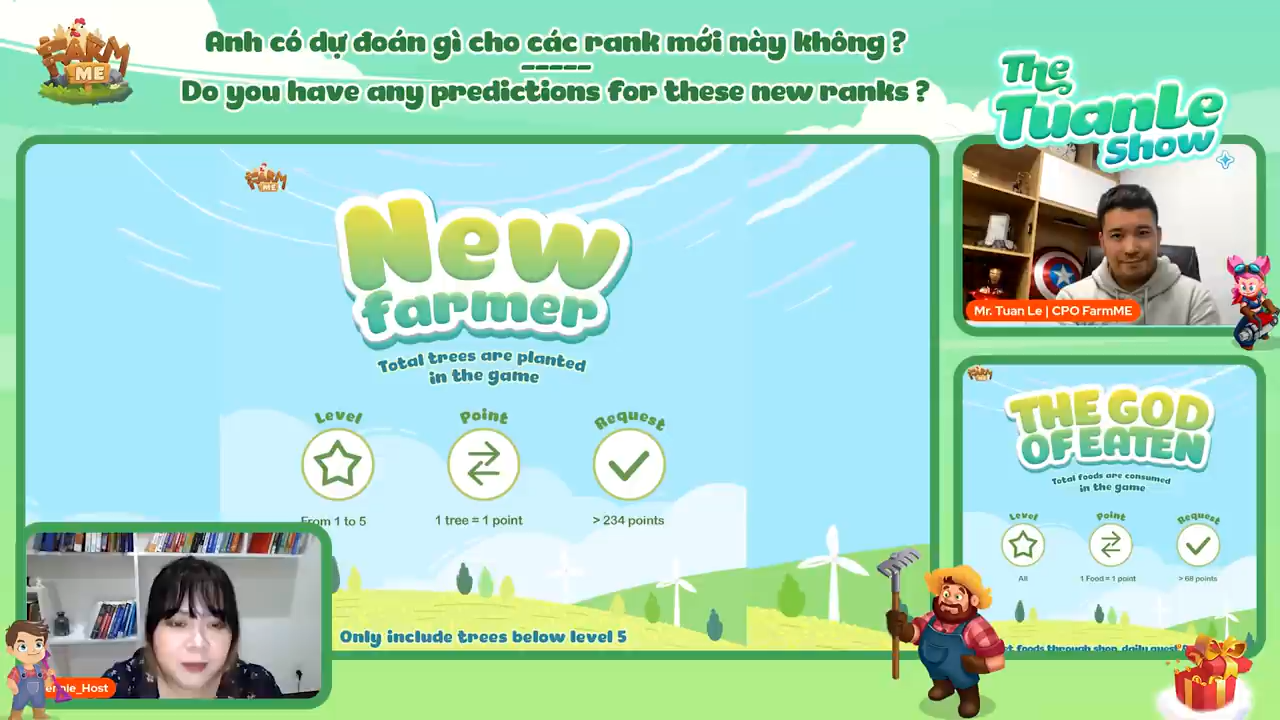 FARM
ME
Anh có dự đoán gì cho các rank mới này không ?
-----
Do you have any predictions for these new ranks ?
The
TuanLe
Show
FARM
ME
New
farmer
Total trees are planted
in the game
Level
Point
Request
From 1 to 5
1 tree = 1 point
> 234 points
Only include trees below level 5
Mr. Tuan Le | CPO FarmME
FARM
ME
THE GOD
OF EATEN
Total foods are consumed
in the game
Level
Point
Request
All
1 Food = 1 point
> 68 points
foods through shop, daily quest
_Host